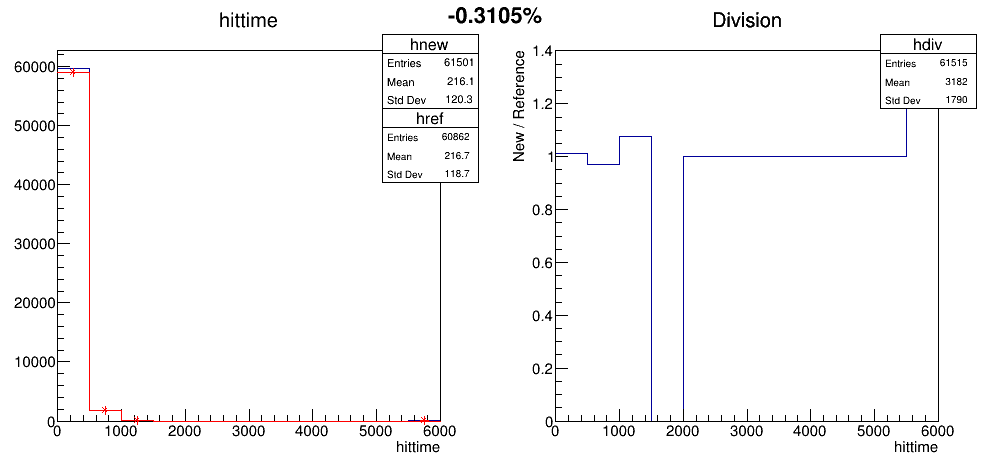 -0.3105%
hittime
hnew
Entries 61501
Mean 216.1
Std Dev 120.3
href
Entries 60862
Mean 216.7
Std Dev 118.7
60000
50000
40000
30000
20000
10000
0
0 1000 2000 3000 4000 5000 6000
hittime
Division
hdiv
Entries 61515
Mean 3182
Std Dev 1790
New / Reference
1.4
1.2
1
0.8
0.6
0.4
0.2
0
0 1000 2000 3000 4000 5000 6000
hittime